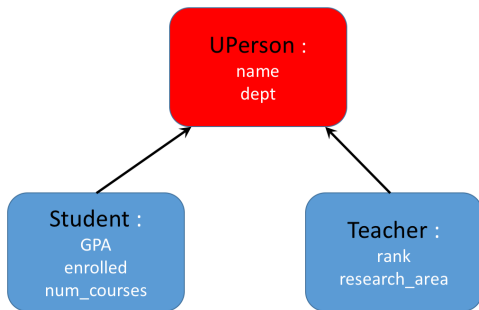 UPerson :
name
dept
Student :
GPA
enrolled
num_courses
Teacher :
rank
research_area